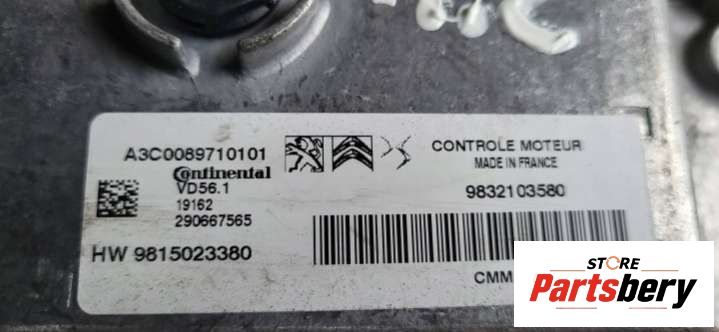 A3C0089710101
Continental
VD56.1
19162
290667565
HW 9815023380
CONTROLE MOTEUR
MADE IN FRANCE
9832103580
CMM
STORE
Partsbery